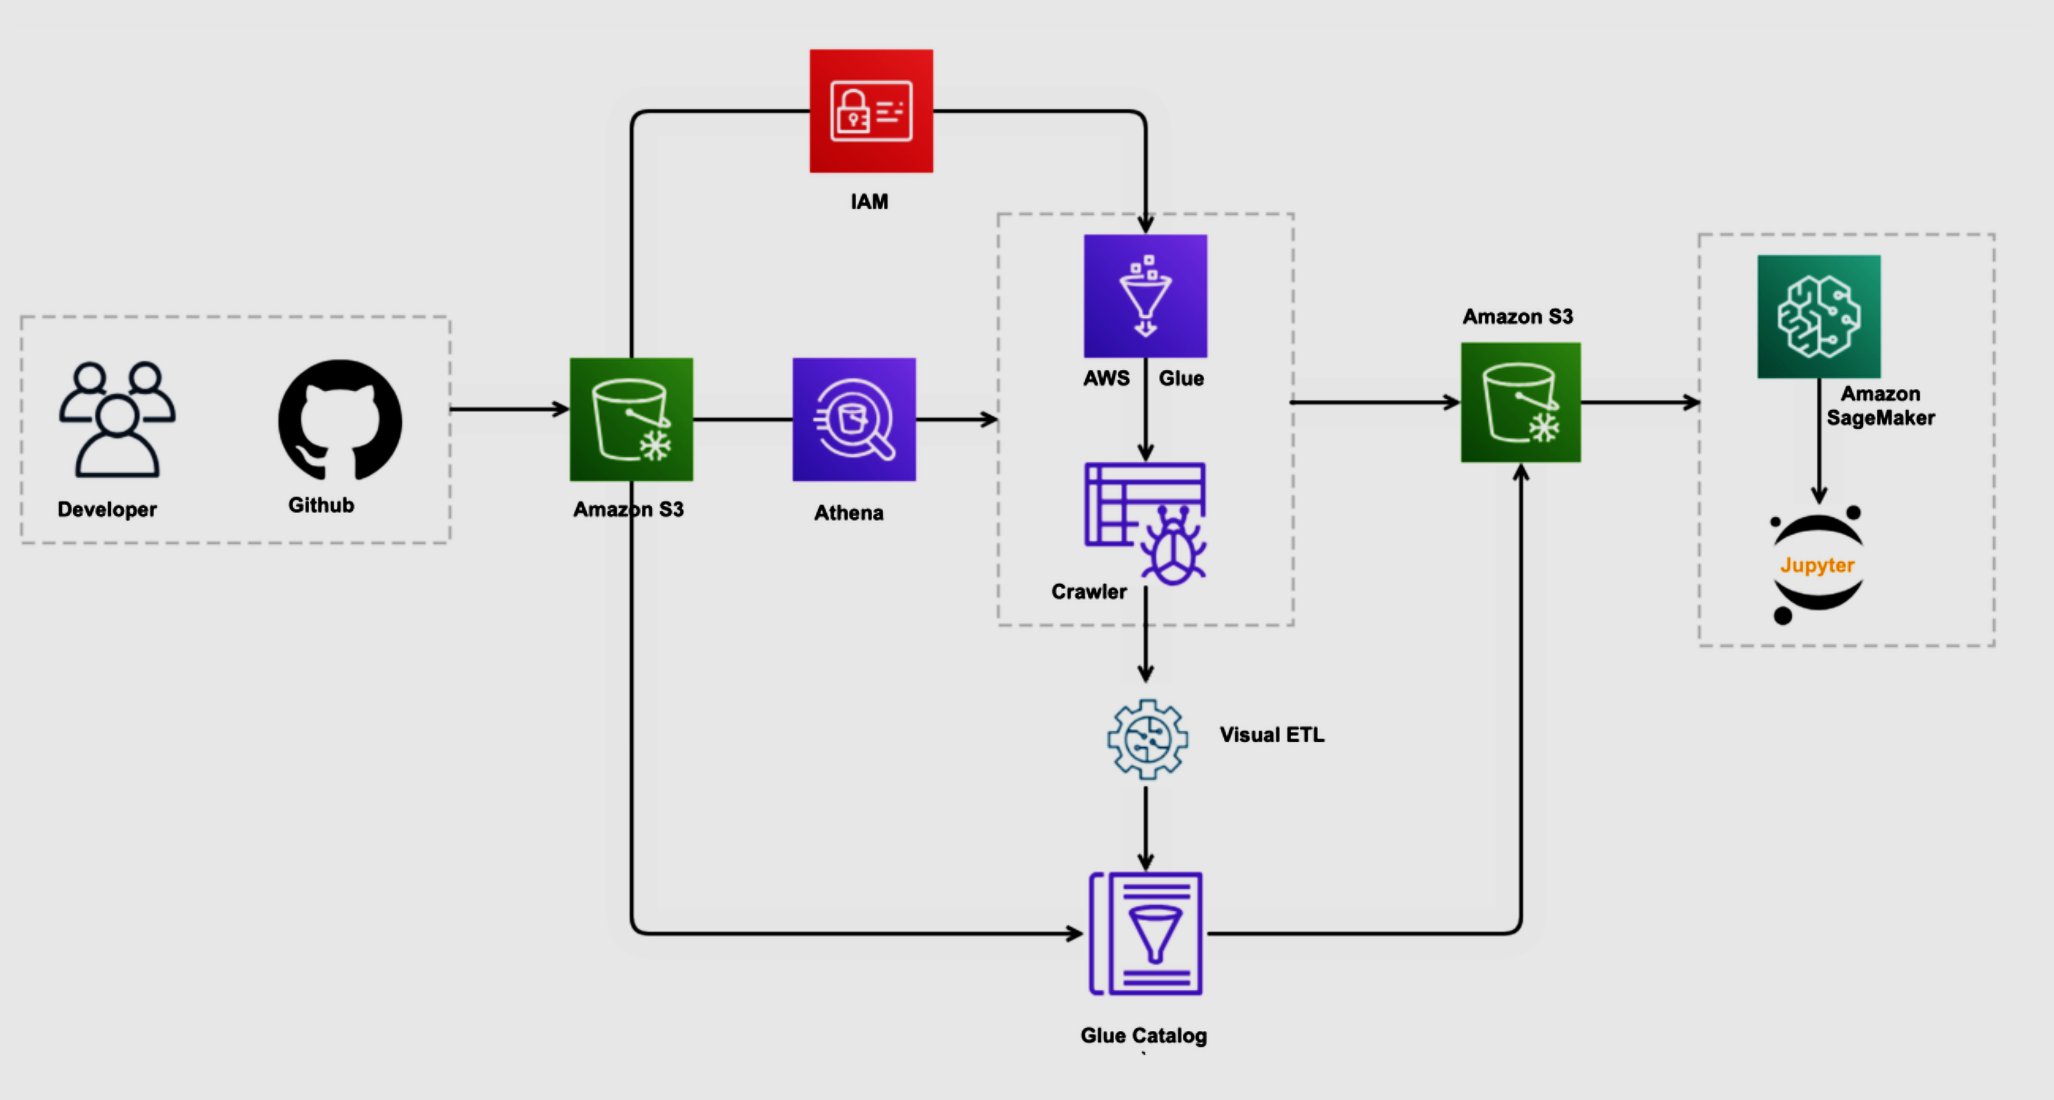 IAM
AWS Glue
Amazon S3
Amazon
SageMaker
Developer
Github
Amazon S3
Athena
Jupyter
Crawler
Visual ETL
Glue Catalog